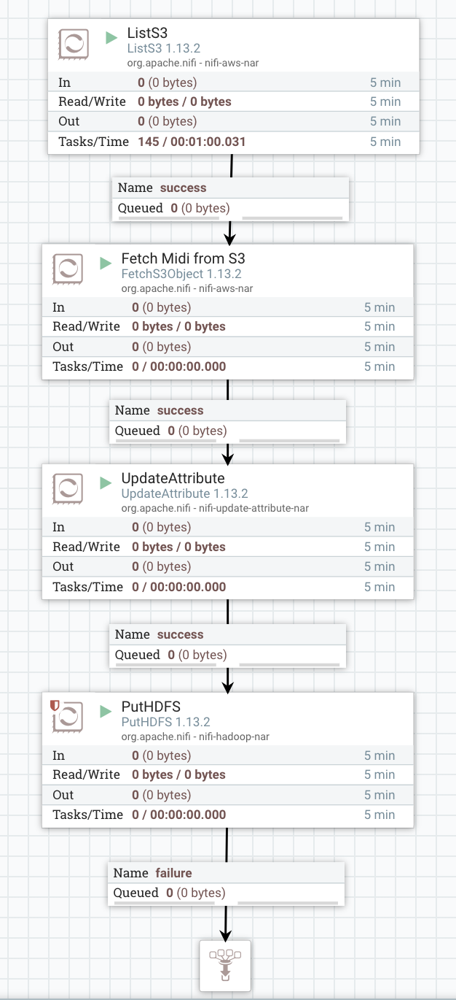 ListS3
ListS3 1.13.2
org.apache.nifi - nifi-aws-nar
In 0 (0 bytes) 5 min
Read/Write 0 bytes / 0 bytes 5 min
Out 0 (0 bytes) 5 min
Tasks/Time 145 / 00:01:00.031 5 min
Name success
Queued 0 (0 bytes)
Fetch Midi from S3
FetchS3Object 1.13.2
org.apache.nifi - nifi-aws-nar
In 0 (0 bytes) 5 min
Read/Write 0 bytes / 0 bytes 5 min
Out 0 (0 bytes) 5 min
Tasks/Time 0 / 00:00:00.000 5 min
Name success
Queued 0 (0 bytes)
UpdateAttribute
UpdateAttribute 1.13.2
org.apache.nifi - nifi-update-attribute-nar
In 0 (0 bytes) 5 min
Read/Write 0 bytes / 0 bytes 5 min
Out 0 (0 bytes) 5 min
Tasks/Time 0 / 00:00:00.000 5 min
Name success
Queued 0 (0 bytes)
PutHDFS
PutHDFS 1.13.2
org.apache.nifi - nifi-hadoop-nar
In 0 (0 bytes) 5 min
Read/Write 0 bytes / 0 bytes 5 min
Out 0 (0 bytes) 5 min
Tasks/Time 0 / 00:00:00.000 5 min
Name failure
Queued 0 (0 bytes)